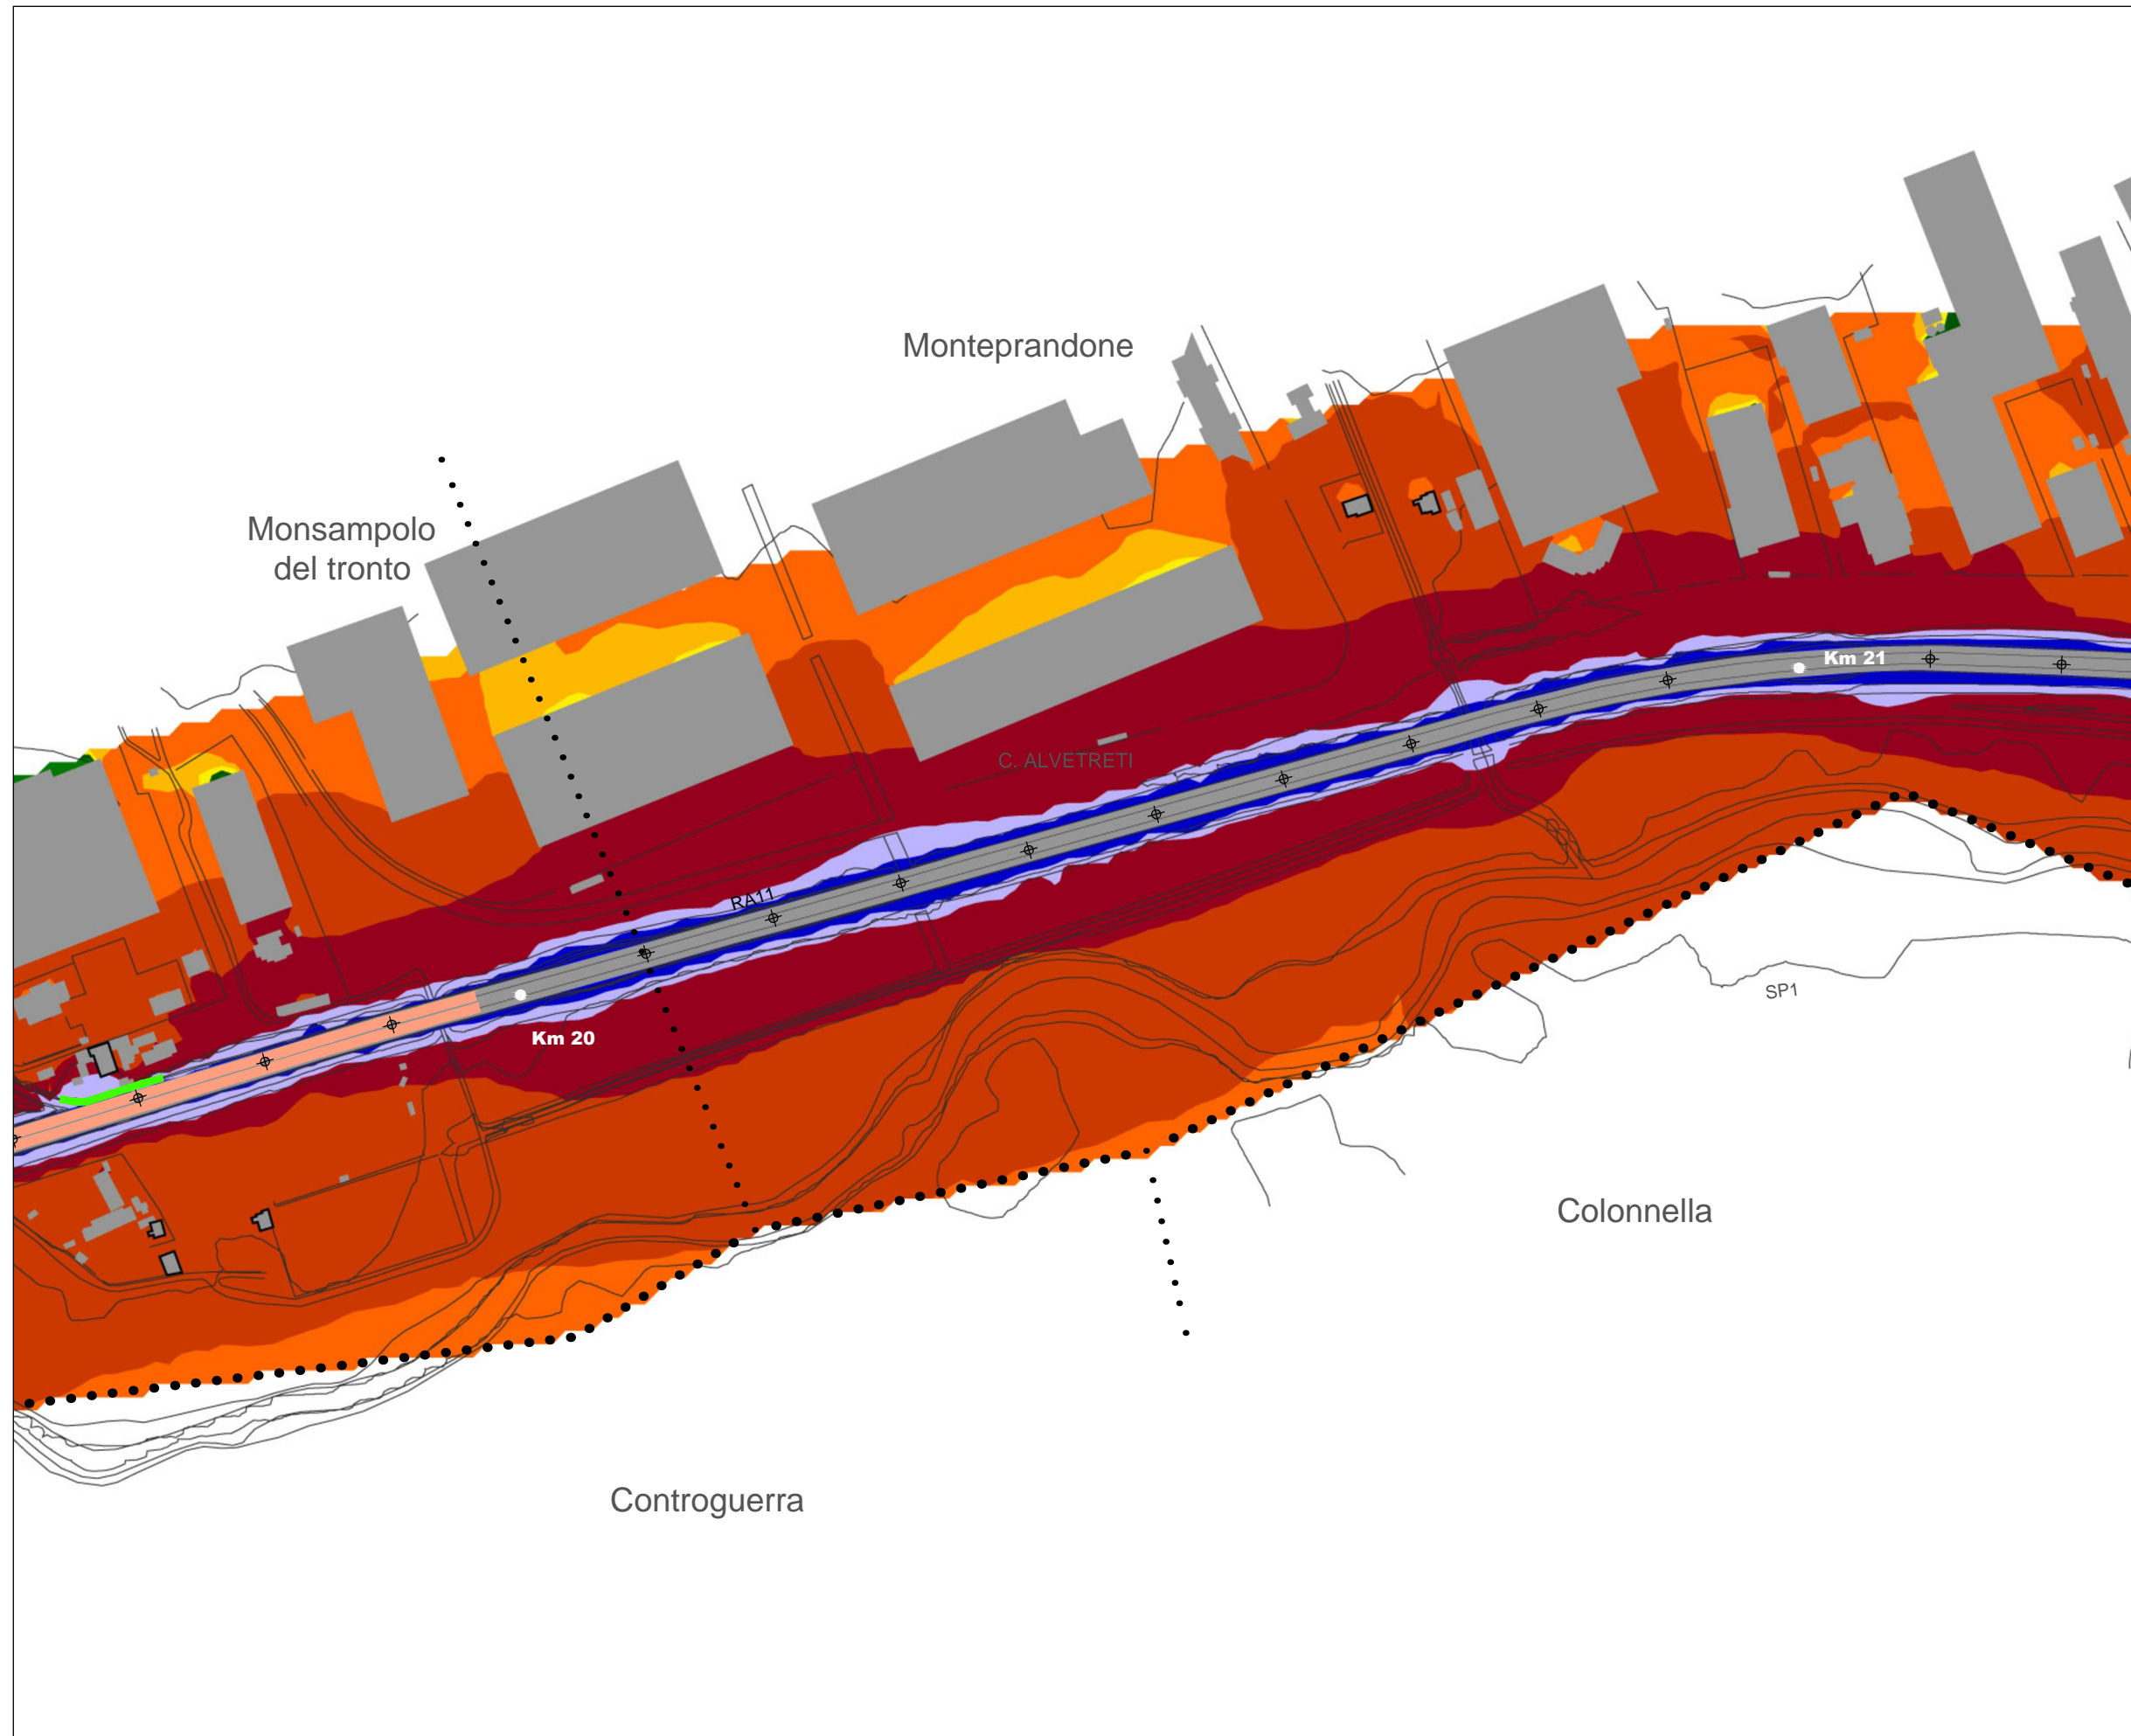 Monteprandone
Monsampolo
del tronto
Km 21
C. ALVETRETI
RA11
SP1
Km 20
Colonnella
Controguerra